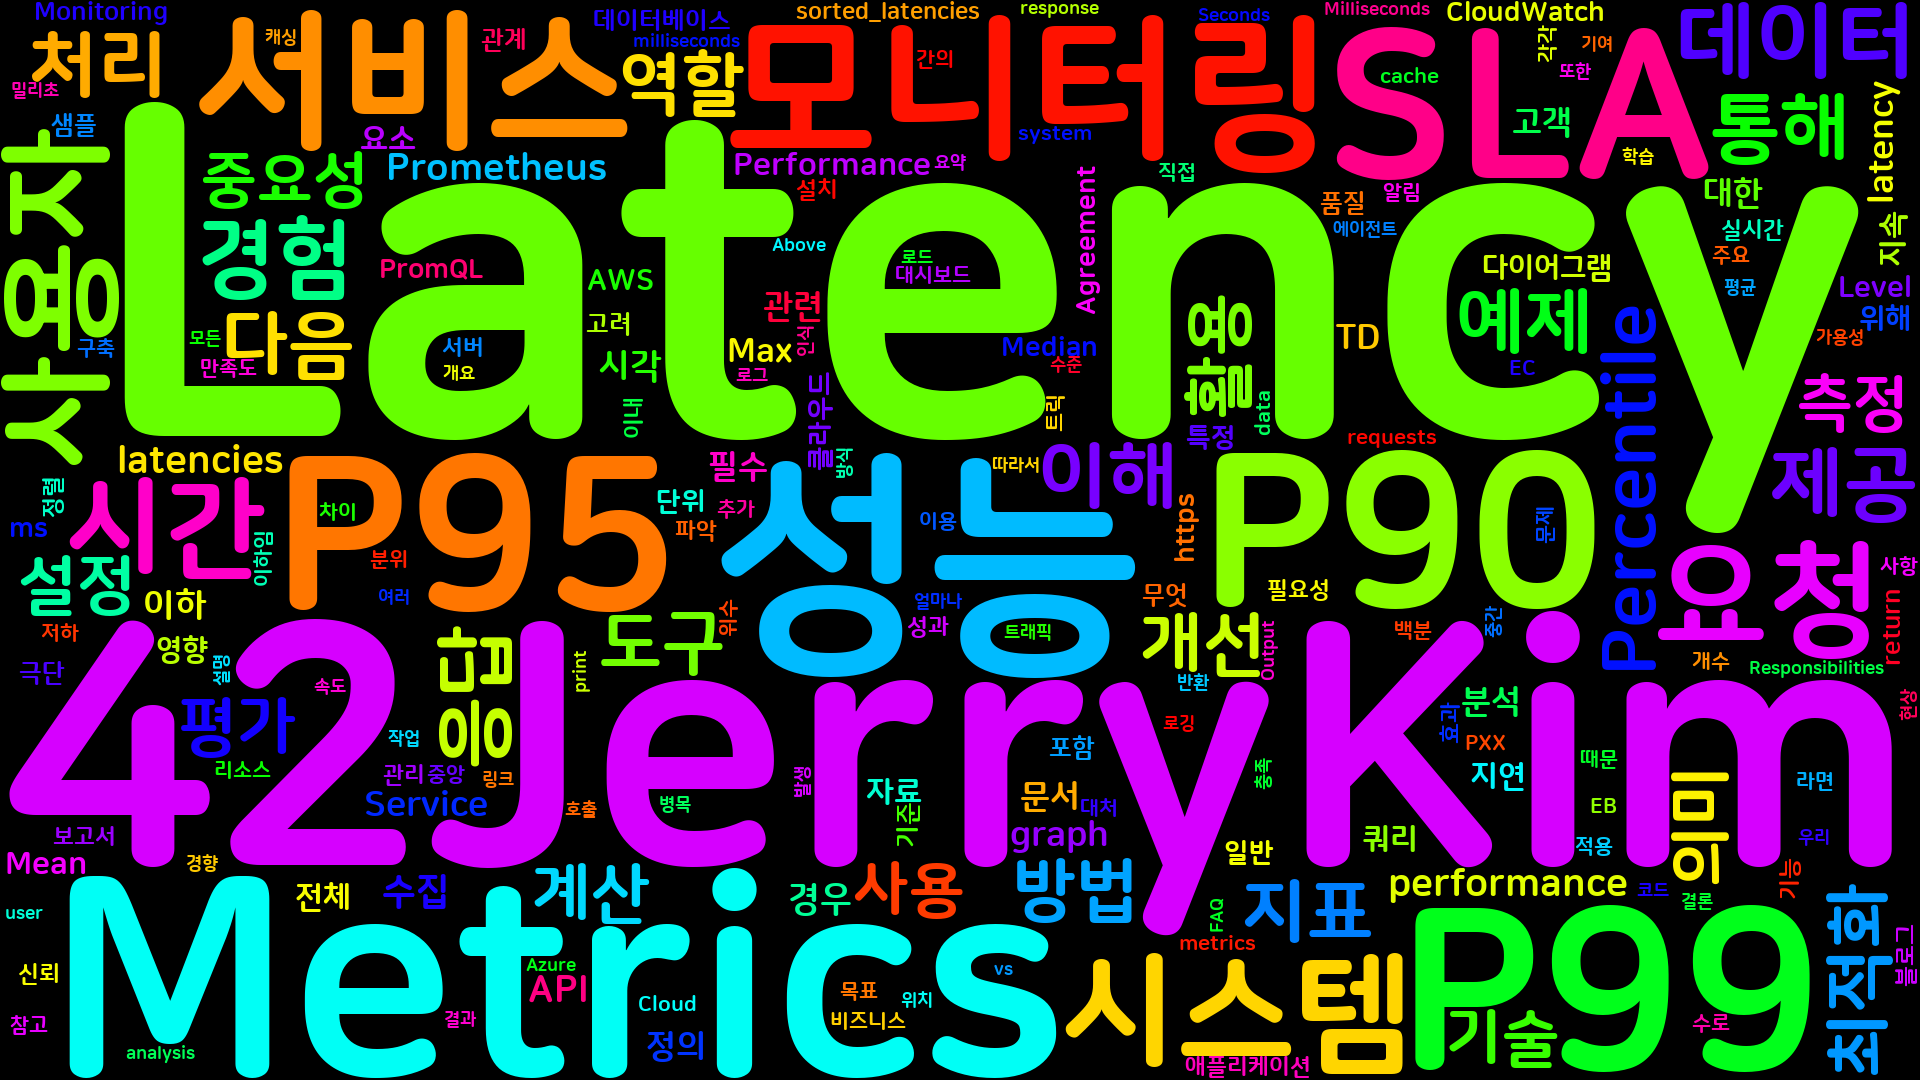 Monitoring
데이터베이스
sorted_latencies
response
Seconds
Milliseconds
CloudWatch
처리
캐싱
서비스
관계
milliseconds
역할
모니터링
간의
SLA
cache
각각
기여
또한
데이터
밀리초
샘플
요소
system
고객
통해
latency
사용자
Latency
중요성
Prometheus
Performance
요약
설치
Agreement
직접
품질
알림
학습
대한
지속
경험
PromQL
AWS
Above
로드
대시보드
에이전트
다이어그램
실시간
주요
평균
Level
위해
가용성
다음
모든
구축
만족도
서버
개요
고려
시각
관련
Max
인식
로그
Median
수준
활용
TD
예제
EC
Percentile
측정
이내
클라우드
트릭
data
특정
requests
latencies
필수
방식
따라서
이해
제공
정렬
ms
시간
이하임
P95
차이
분위
단위
추가
파악
성능
이용
https
P90
문제
요청
사항
설정
이하
여러
저하
영향
설명
극단
응답
도구
print
위수
무엇
얼마나
성과
트래픽
필요성
개선
Output
반환
백분
중간
개수
return
Responsibilities
현상
42JerryKim
속도
평가
작업
리소스
관리
중앙
링크
Service
호출
병목
발생
자료
기준
포함
로깅
문서
대처
graph
충족
효과
분석
PXX
지연
때문
EB
라면
의미
우리
적용
쿼리
일반
보고서
Mean
경향
user
전체
수집
계산
경우
사용
방법
FAQ
metrics
지표
performance
코드
결론
기능
최적화
블로그
신뢰
참고
Metrics
analysis
Azure
API
결과
Cloud
정의
vs
목표
위치
비즈니스
시스템
애플리케이션
P99
기술
수로